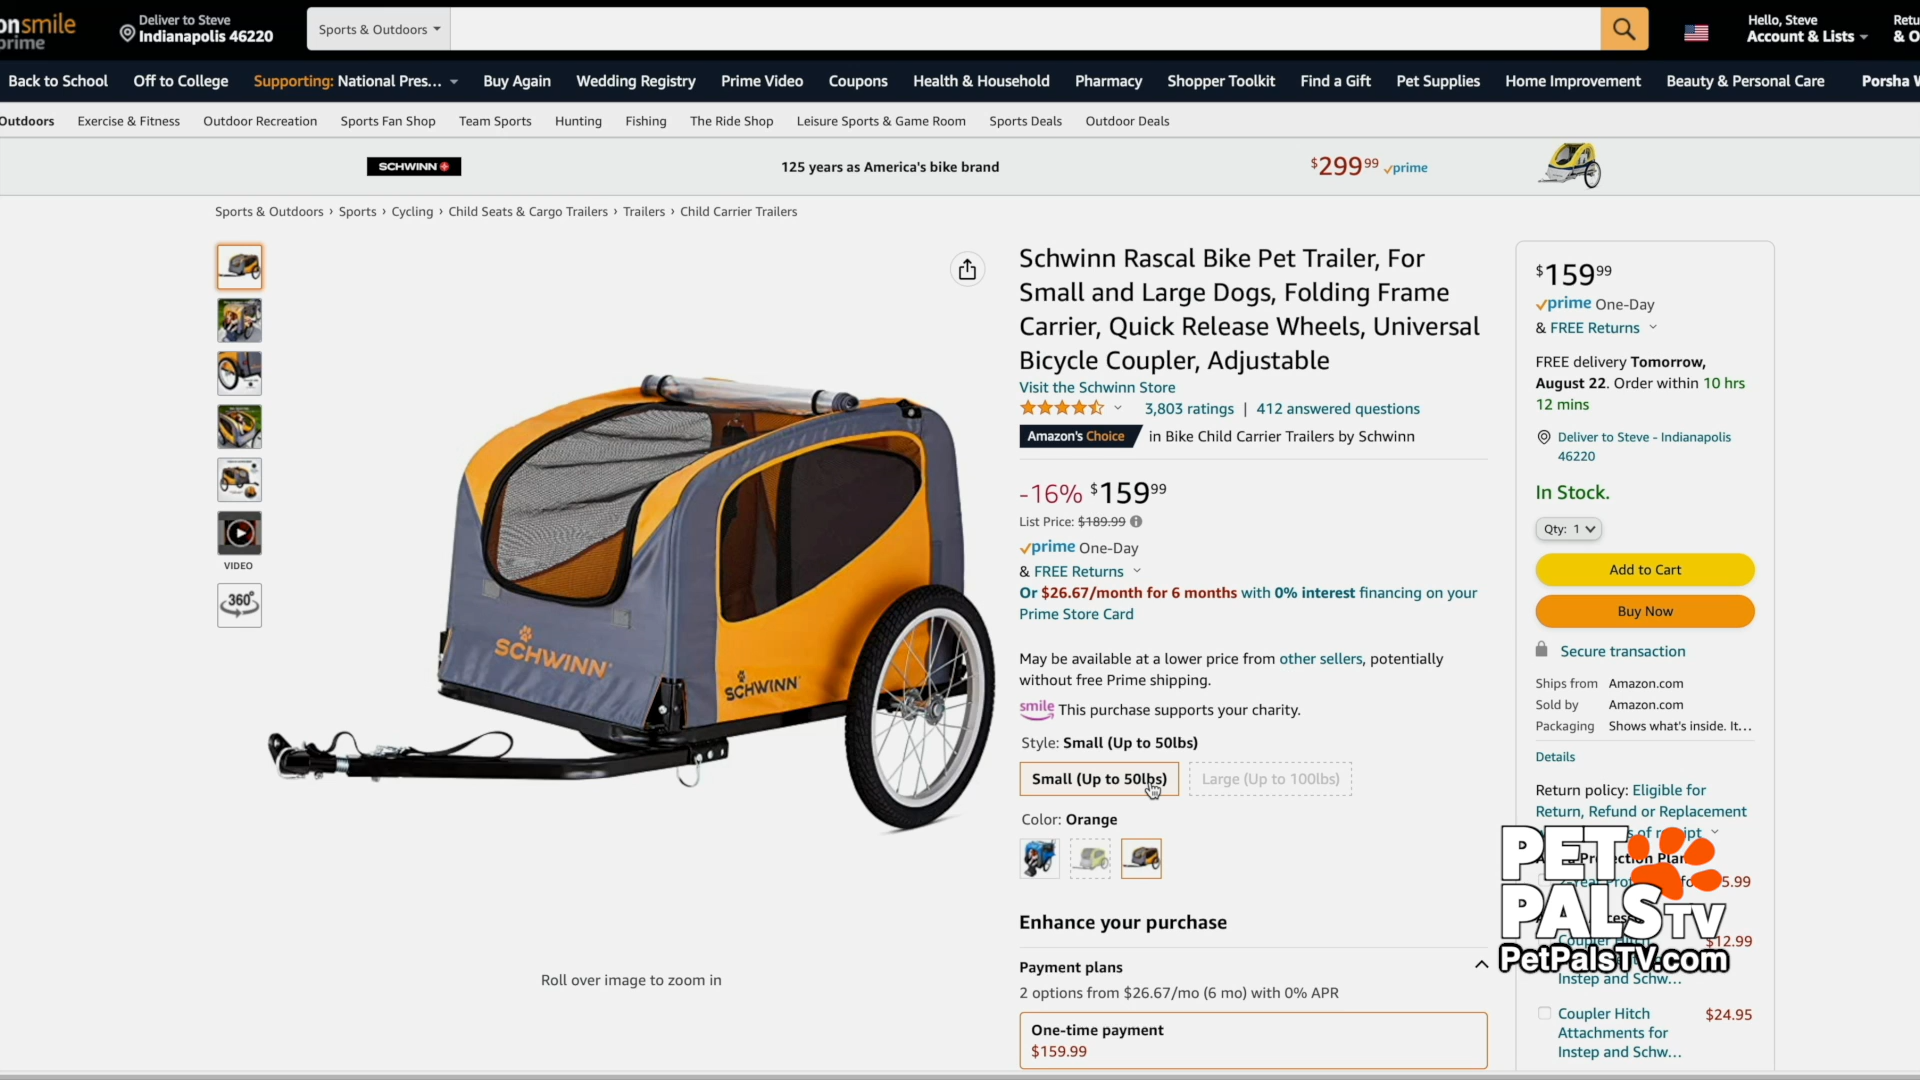 onsmile
prime
Deliver to Steve
Indianapolis 46220
Sports & Outdoors
Hello, Steve
Account & Lists
Retu
& O
Back to School
Off to College
Supporting: National Pres...
Buy Again
Wedding Registry
Prime Video
Coupons
Health & Household
Pharmacy
Shopper Toolkit
Find a Gift
Pet Supplies
Home Improvement
Beauty & Personal Care
Porsha W
Outdoors
Exercise & Fitness
Outdoor Recreation
Sports Fan Shop
Team Sports
Hunting
Fishing
The Ride Shop
Leisure Sports & Game Room
Sports Deals
Outdoor Deals
SCHWINN
125 years as America's bike brand
$299.99 prime
Sports & Outdoors › Sports › Cycling › Child Seats & Cargo Trailers › Trailers › Child Carrier Trailers
VIDEO
360°
SCHWINN
SCHWINN
Roll over image to zoom in
Schwinn Rascal Bike Pet Trailer, For
Small and Large Dogs, Folding Frame
Carrier, Quick Release Wheels, Universal
Bicycle Coupler, Adjustable
Visit the Schwinn Store
3,803 ratings | 412 answered questions
Amazon's Choice in Bike Child Carrier Trailers by Schwinn
-16% $159 99
List Price: $189.99
prime One-Day
& FREE Returns
Or $26.67/month for 6 months with 0% interest financing on your
Prime Store Card
May be available at a lower price from other sellers, potentially
without free Prime shipping.
smile This purchase supports your charity.
Style: Small (Up to 50lbs)
Small (Up to 50lbs)
Large (Up to 100lbs)
Color: Orange
Enhance your purchase
Payment plans
2 options from $26.67/mo (6 mo) with 0% APR
One-time payment
$159.99
$159 99
prime One-Day
& FREE Returns
FREE delivery Tomorrow,
August 22. Order within 10 hrs
12 mins
Deliver to Steve - Indianapolis
46220
In Stock.
Qty: 1
Add to Cart
Buy Now
Secure transaction
Ships from Amazon.com
Sold by Amazon.com
Packaging Shows what's inside. It...
Details
Return policy: Eligible for
Return, Refund or Replacement
of receipt
5.99
$12.99
Instep and Schw...
Coupler Hitch $24.95
Attachments for
Instep and Schw...
PET
PALSTV
PetPalsTV.com